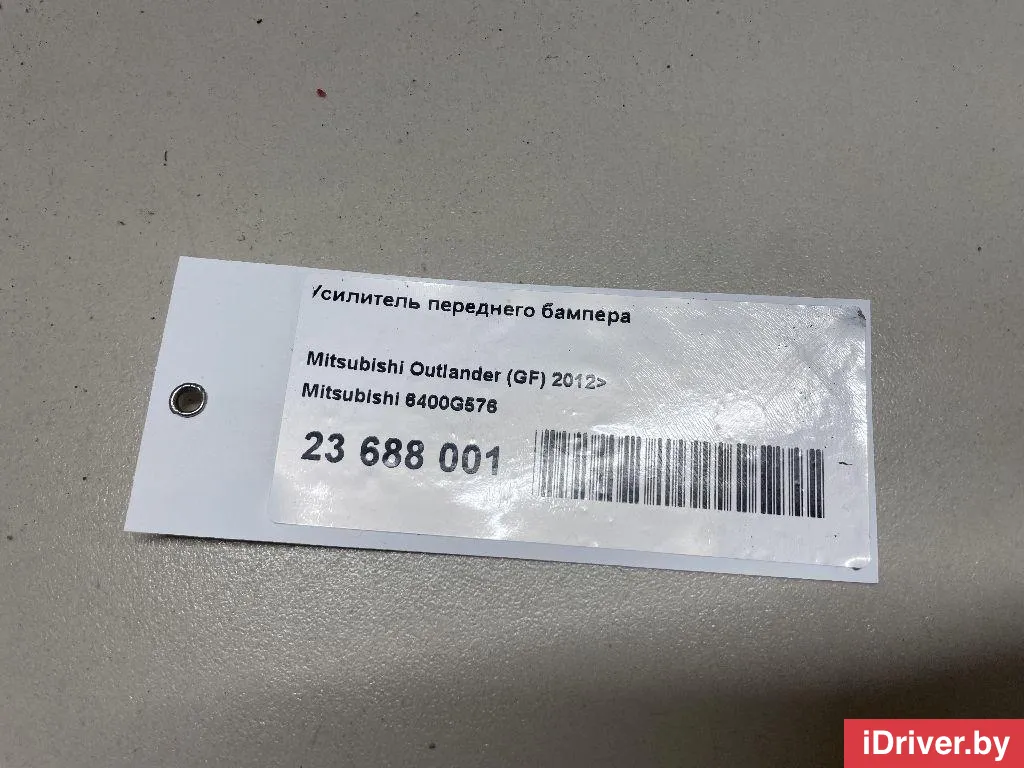 Усилитель переднего бампера
Mitsubishi Outlander (GF) 2012>
Mitsubishi 6400G576
23 688 001
iDriver.by